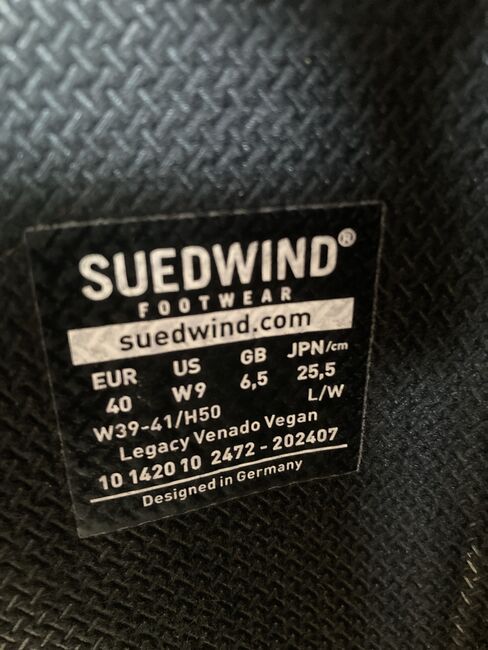 SUEDWIND®
FOOTWEAR
suedwind.com
EUR US GB JPN/cm
40 W9 6,5 25,5
W39-41/H50 L/W
Legacy Venado Vegan
10 1420 10 2472 - 202407
Designed in Germany